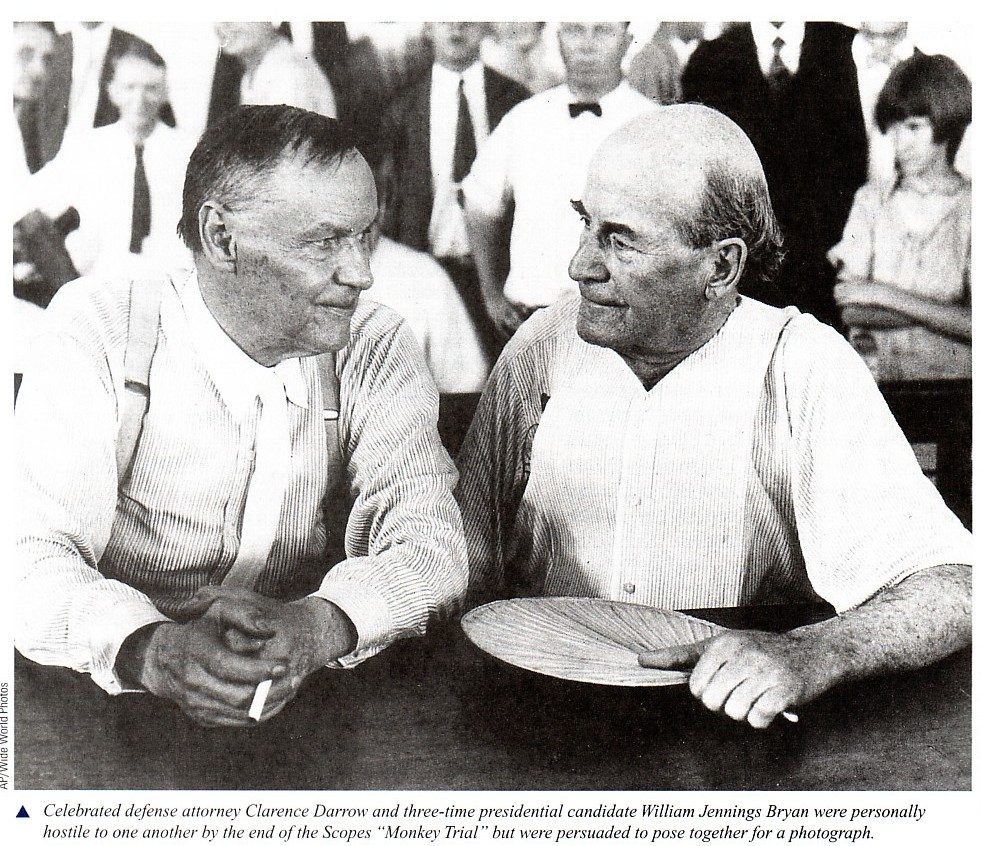 AP/Wide World Photos
▲ Celebrated defense attorney Clarence Darrow and three-time presidential candidate William Jennings Bryan were personally
hostile to one another by the end of the Scopes “Monkey Trial” but were persuaded to pose together for a photograph.